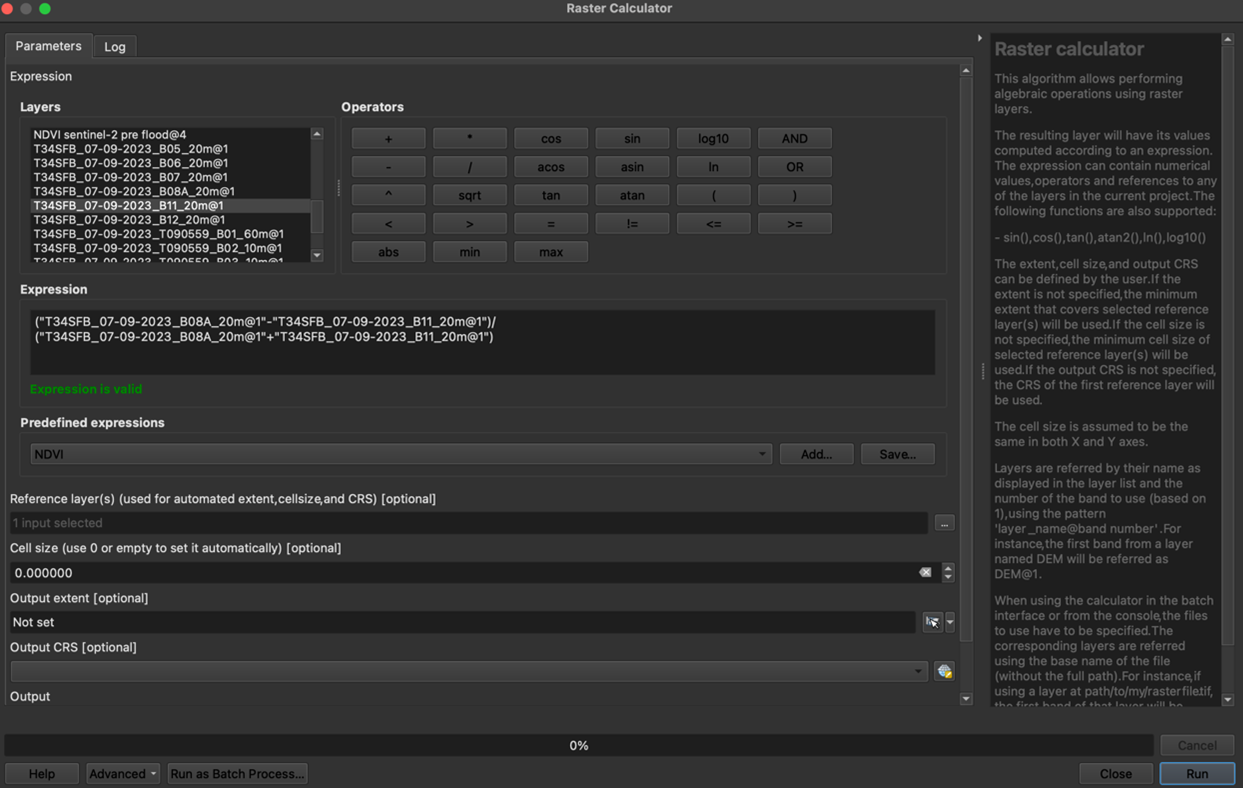 Raster Calculator
Parameters
Log
Expression
Layers
NDVI sentinel-2 pre flood@4
T34SFB_07-09-2023_B05_20m@1
T34SFB_07-09-2023_B06_20m@1
T34SFB_07-09-2023_B07_20m@1
T34SFB_07-09-2023_B08A_20m@1
T34SFB_07-09-2023_B11_20m@1
T34SFB_07-09-2023_B12_20m@1
T34SFB_07-09-2023_T090559_B01_60m@1
T34SFB_07-09-2023_T090559_B02_10m@1
T34SFB_07-09-2023_T090559_B03_10m@1
Operators
+ * cos sin log10 AND
- / acos asin ln OR
^ sqrt tan atan ( )
< > = != <= >=
abs min max
Expression
("T34SFB_07-09-2023_B08A_20m@1"-"T34SFB_07-09-2023_B11_20m@1")/
("T34SFB_07-09-2023_B08A_20m@1"+"T34SFB_07-09-2023_B11_20m@1")
Expression is valid
Predefined expressions
NDVI
Add...
Save...
Reference layer(s) (used for automated extent,cellsize,and CRS) [optional]
1 input selected
...
Cell size (use 0 or empty to set it automatically) [optional]
0.000000
Output extent [optional]
Not set
Output CRS [optional]
Output
Raster calculator
This algorithm allows performing
algebraic operations using raster
layers.
The resulting layer will have its values
computed according to an expression.
The expression can contain numerical
values,operators and references to any
of the layers in the current project.The
following functions are also supported:
- sin(),cos(),tan(),atan2(),ln(),log10()
The extent,cell size,and output CRS
can be defined by the user.If the
extent is not specified,the minimum
extent that covers selected reference
layer(s) will be used.If the cell size is
not specified,the minimum cell size of
selected reference layer(s) will be
used.If the output CRS is not specified,
the CRS of the first reference layer will
be used.
The cell size is assumed to be the
same in both X and Y axes.
Layers are referred by their name as
displayed in the layer list and the
number of the band to use (based on
1),using the pattern
'layer_name@band number'.For
instance,the first band from a layer
named DEM will be referred as
DEM@1.
When using the calculator in the batch
interface or from the console,the files
to use have to be specified.The
corresponding layers are referred
using the base name of the file
(without the full path).For instance,if
using a layer at path/to/my/rasterfile.tif,
the first band of that layer will be
0%
Cancel
Help
Advanced
Run as Batch Process...
Close
Run